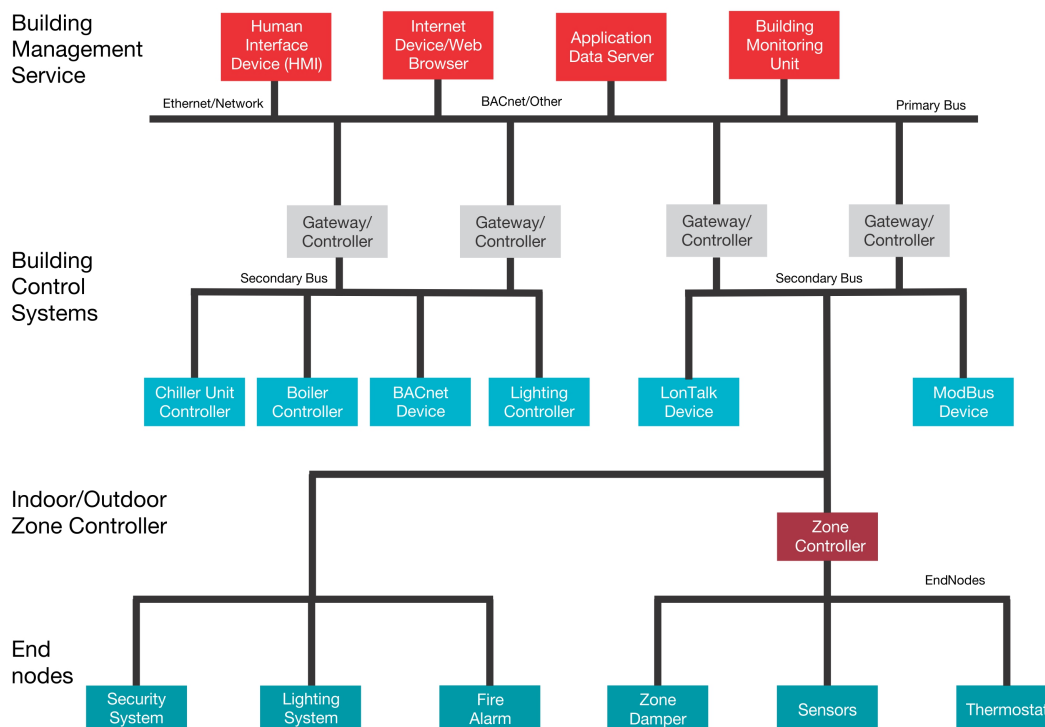 Building
Management
Service
Human
Interface
Device (HMI)
Internet
Device/Web
Browser
Application
Data Server
Building
Monitoring
Unit
Ethernet/Network
BACnet/Other
Primary Bus
Gateway/
Controller
Gateway/
Controller
Gateway/
Controller
Gateway/
Controller
Building
Control
Systems
Secondary Bus
Secondary Bus
Chiller Unit
Controller
Boiler
Controller
BACnet
Device
Lighting
Controller
LonTalk
Device
ModBus
Device
Indoor/Outdoor
Zone Controller
Zone
Controller
EndNodes
End
nodes
Security
System
Lighting
System
Fire
Alarm
Zone
Damper
Sensors
Thermostat